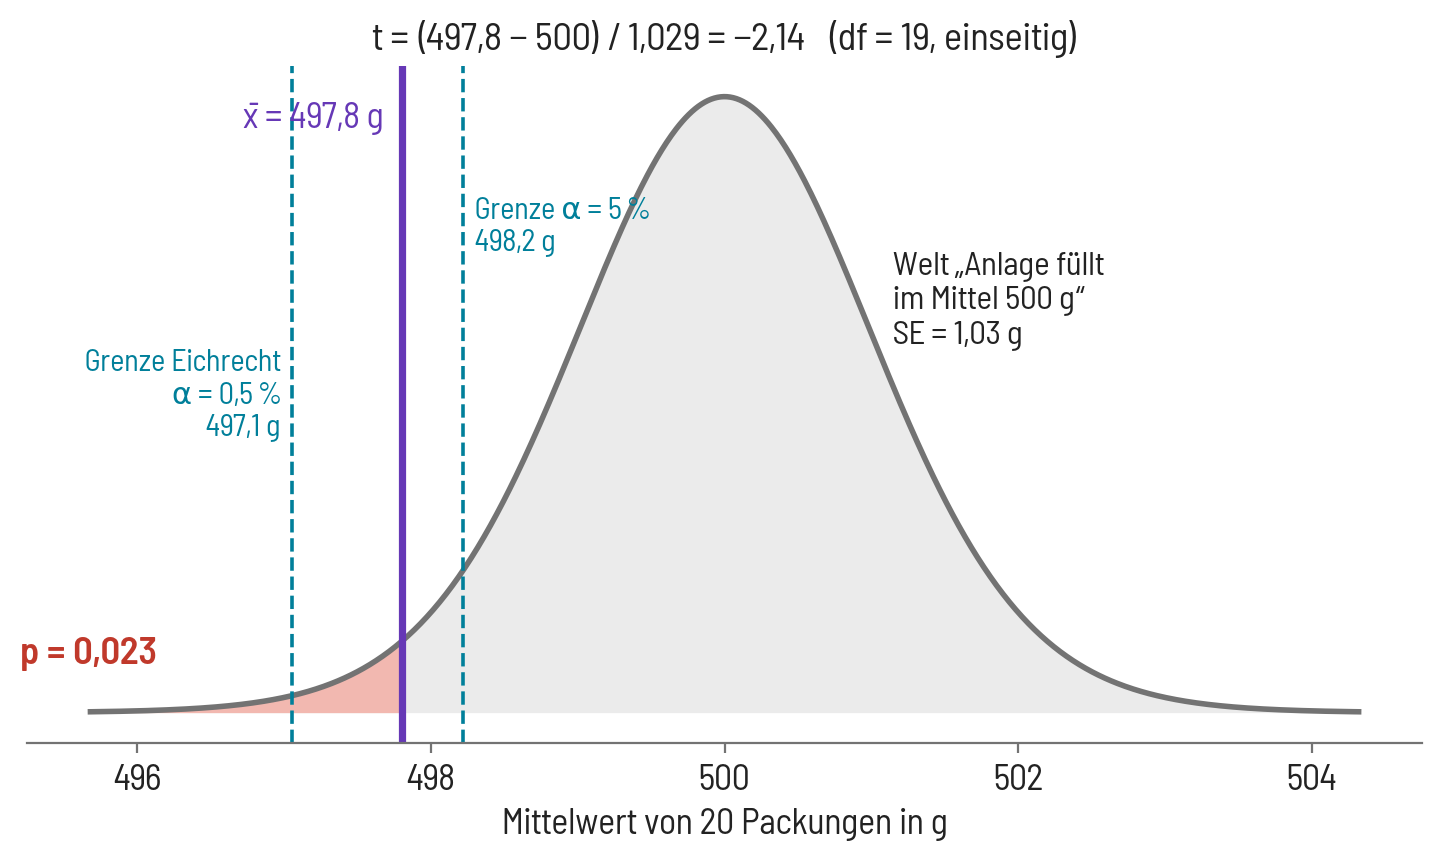 t = (497,8 − 500) / 1,029 = −2,14 (df = 19, einseitig)
x̄ = 497,8 g
Grenze α = 5 %
498,2 g
Welt „Anlage füllt
im Mittel 500 g“
SE = 1,03 g
Grenze Eichrecht
α = 0,5 %
497,1 g
p = 0,023
496 498 500 502 504
Mittelwert von 20 Packungen in g